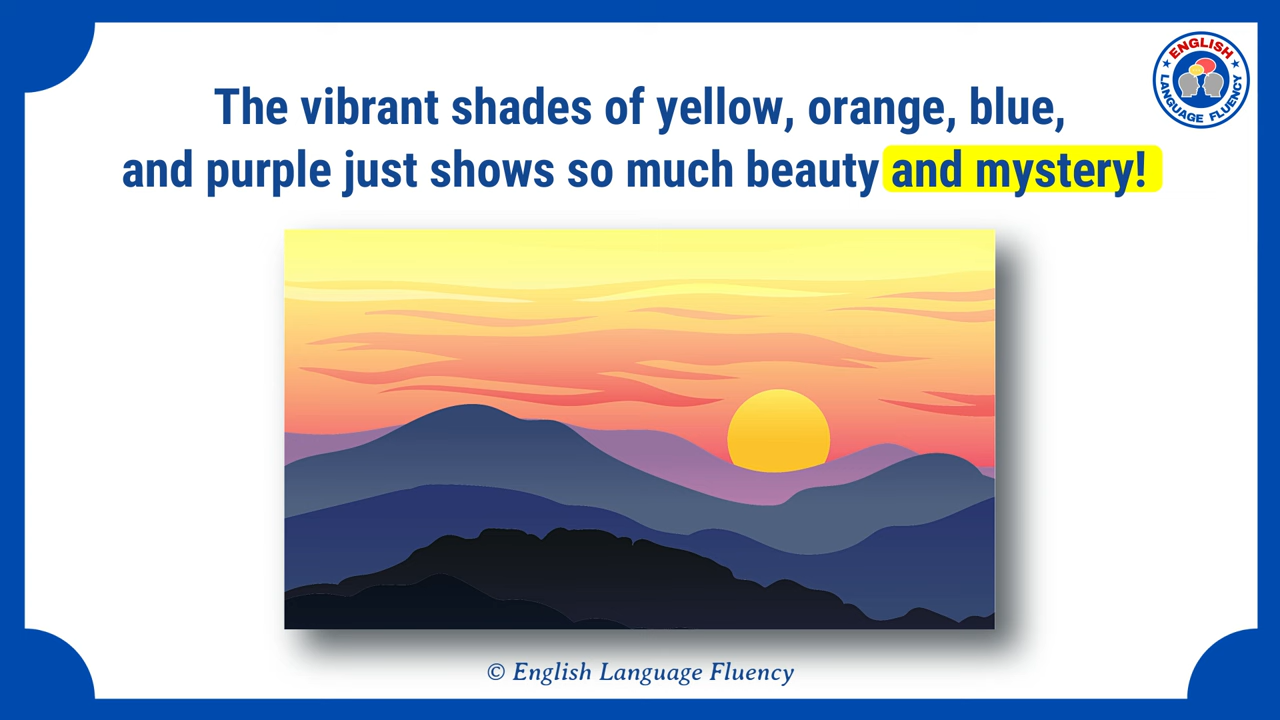 The vibrant shades of yellow, orange, blue,
and purple just shows so much beauty and mystery!
ENGLISH
LANGUAGE FLUENCY
© English Language Fluency